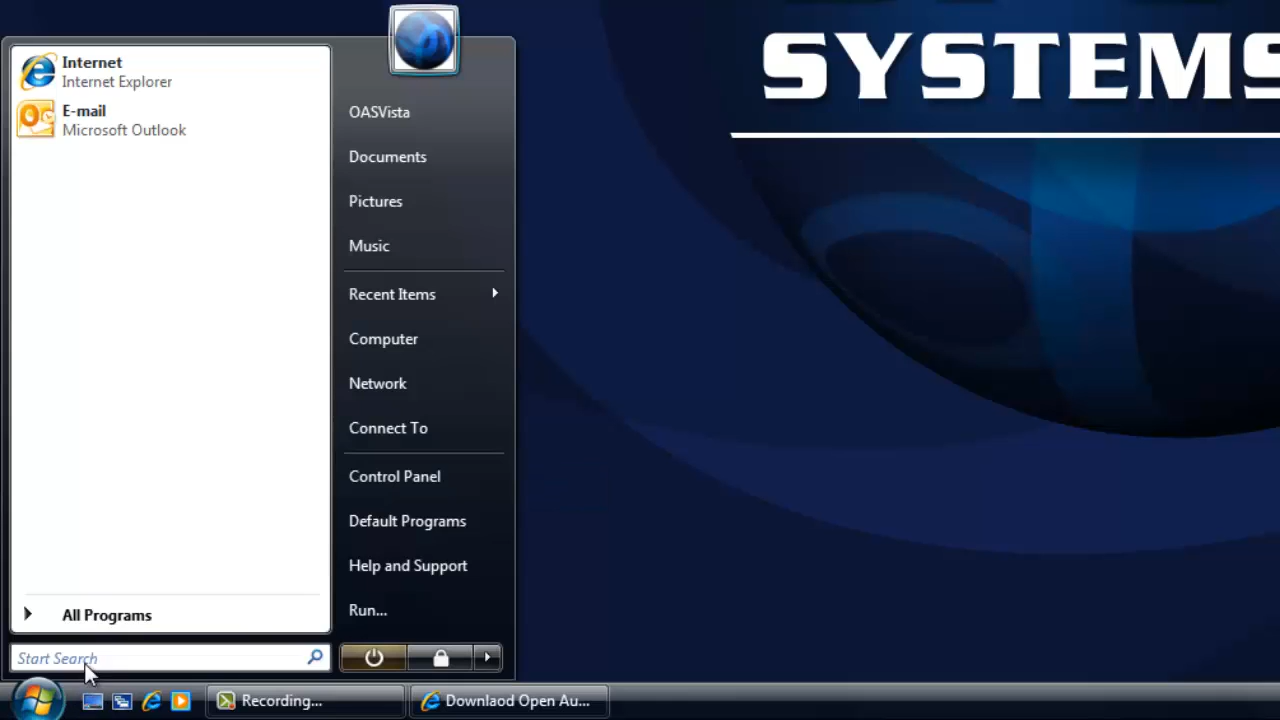 SYSTEMS
Internet
Internet Explorer
E-mail
Microsoft Outlook
All Programs
Start Search
OASVista
Documents
Pictures
Music
Recent Items
Computer
Network
Connect To
Control Panel
Default Programs
Help and Support
Run...
Recording...
Downlaod Open Au...